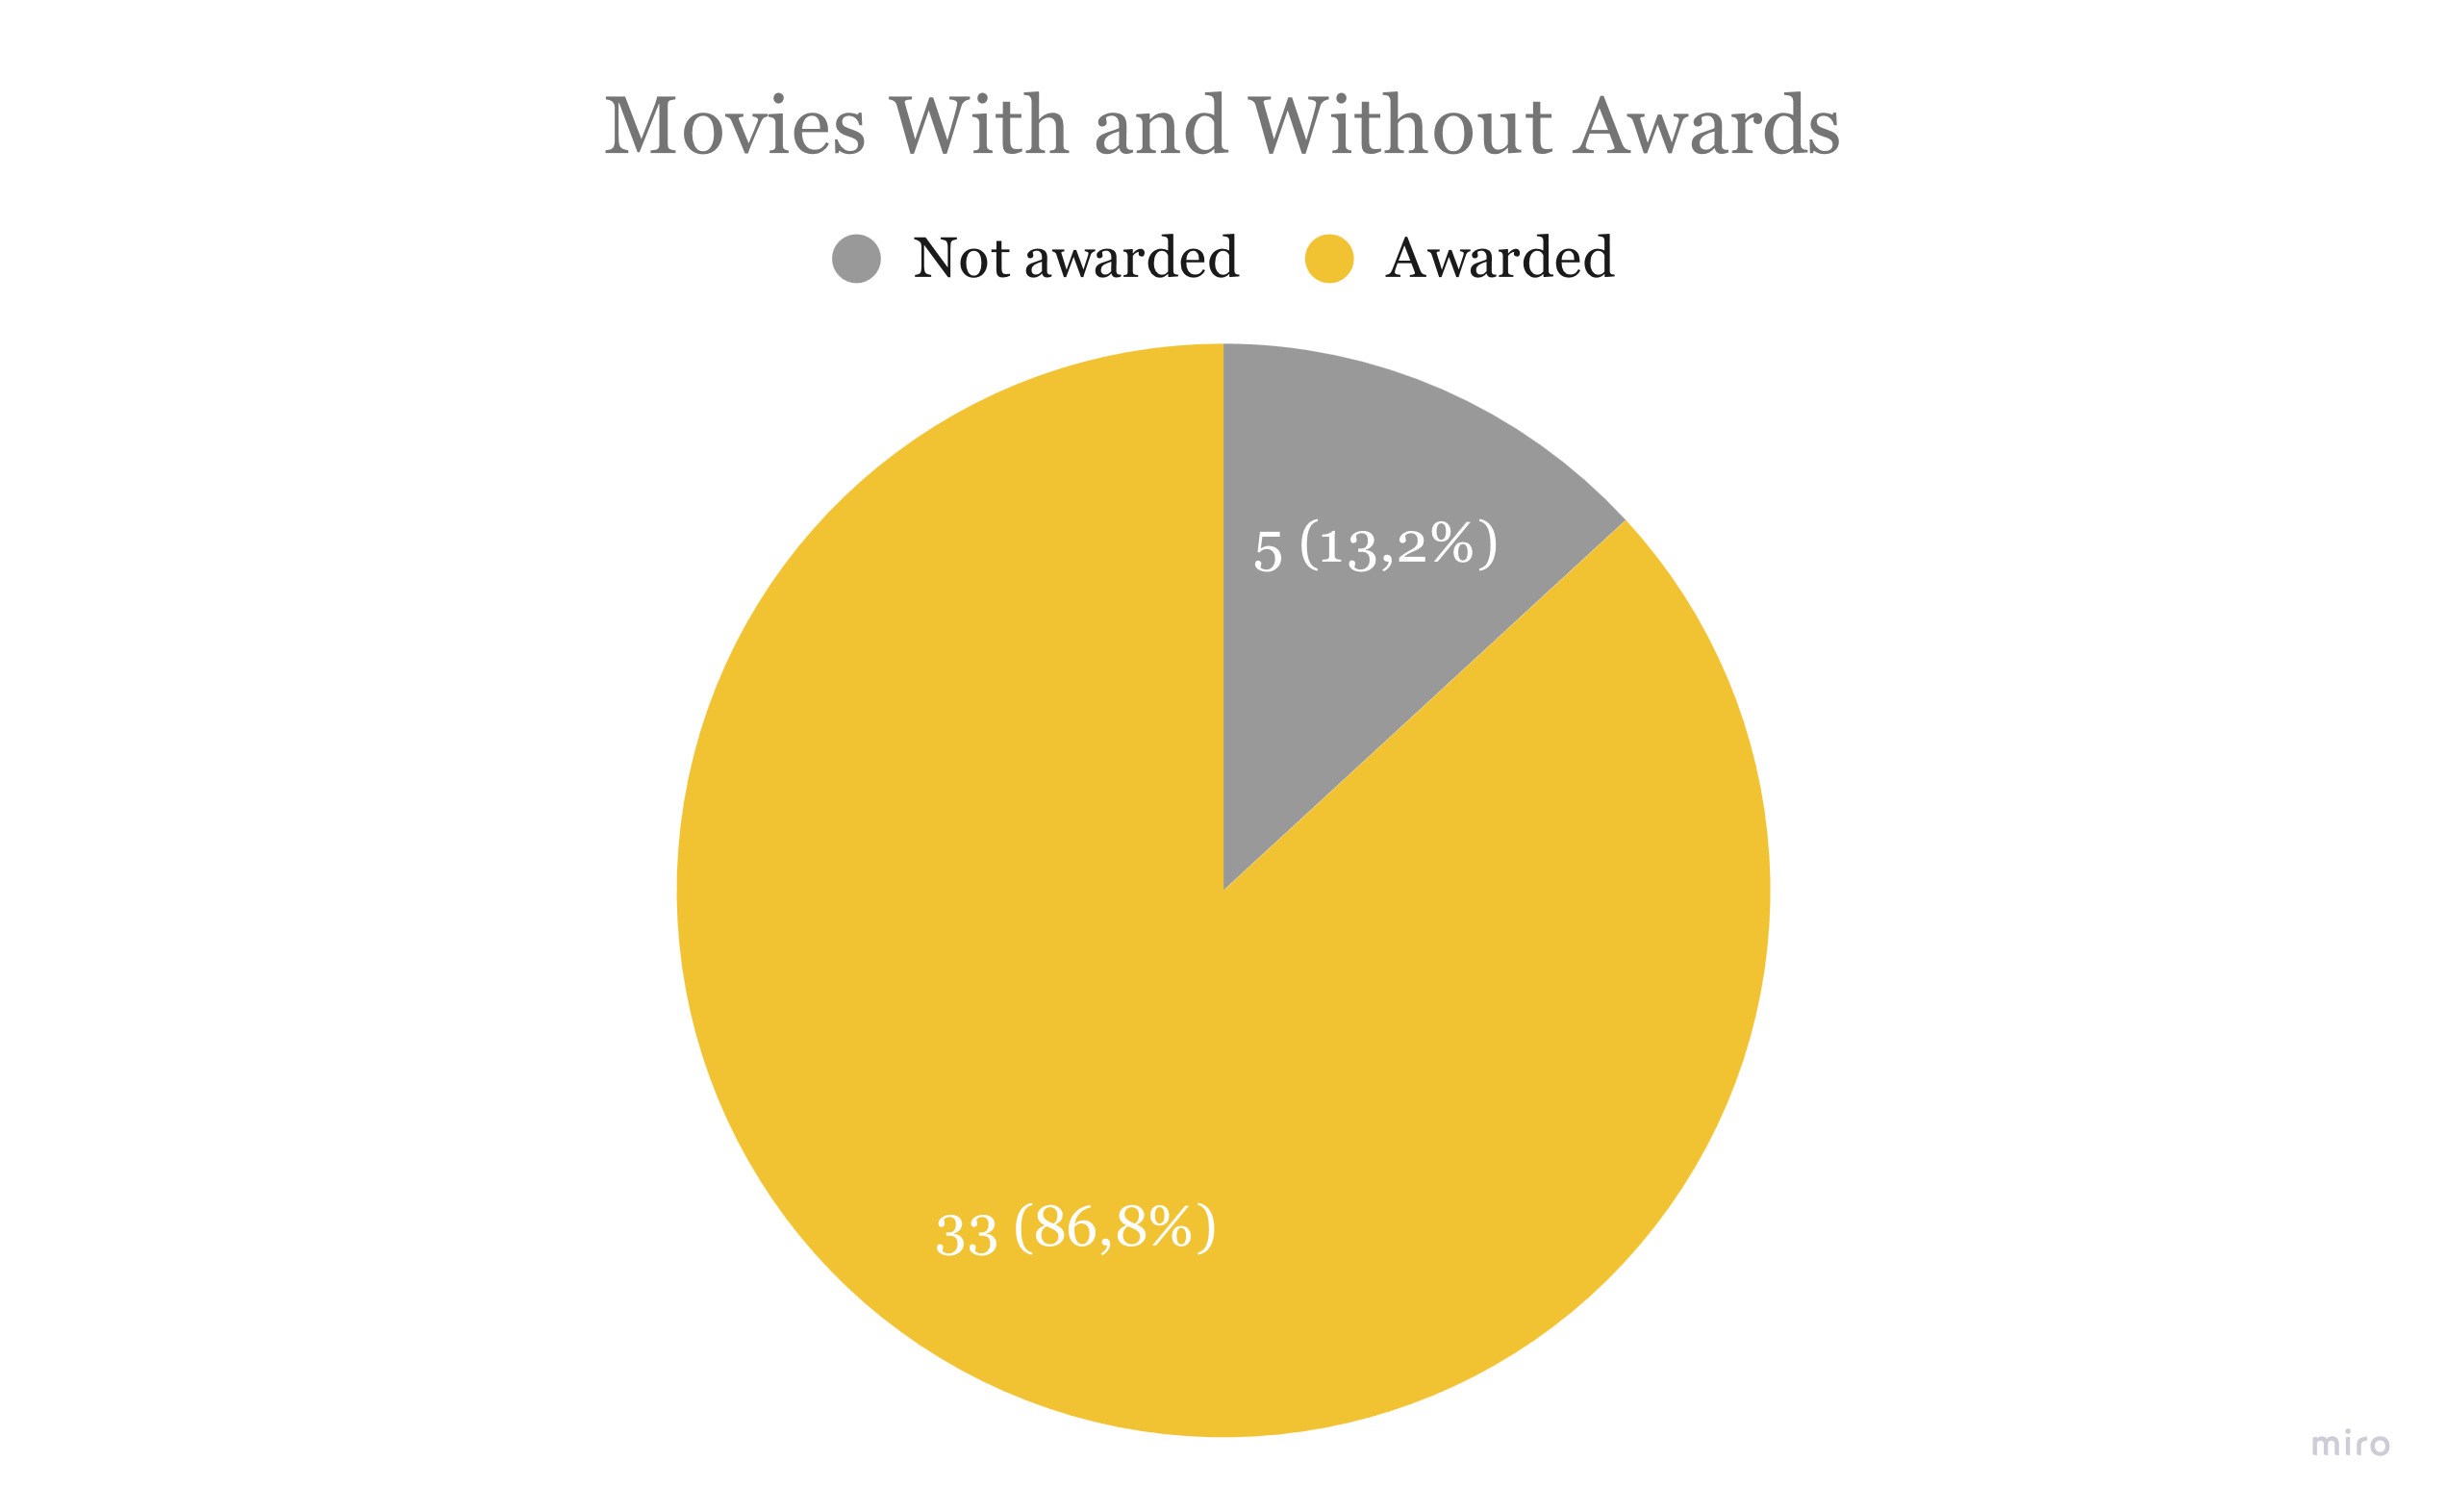 Movies With and Without Awards
Not awarded Awarded
5 (13,2%)
33 (86,8%)
miro